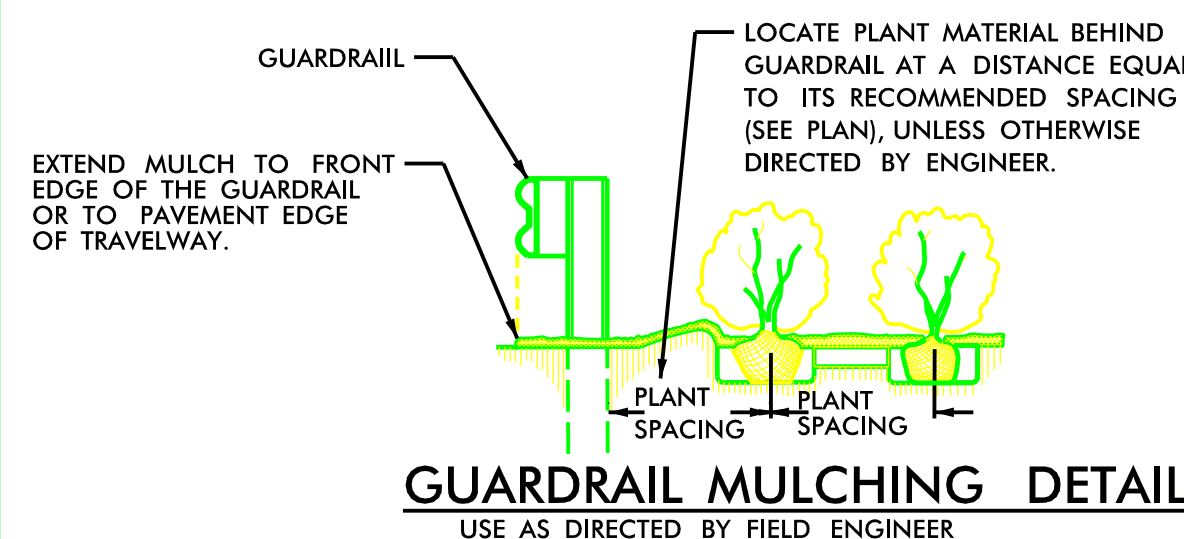 GUARDRAIIL
LOCATE PLANT MATERIAL BEHIND
GUARDRAIL AT A DISTANCE EQUAL
TO ITS RECOMMENDED SPACING
(SEE PLAN), UNLESS OTHERWISE
DIRECTED BY ENGINEER.
EXTEND MULCH TO FRONT
EDGE OF THE GUARDRAIL
OR TO PAVEMENT EDGE
OF TRAVELWAY.
PLANT
SPACING
PLANT
SPACING
GUARDRAIL MULCHING DETAIL
USE AS DIRECTED BY FIELD ENGINEER